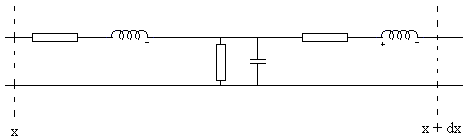 - + -
x x + dx